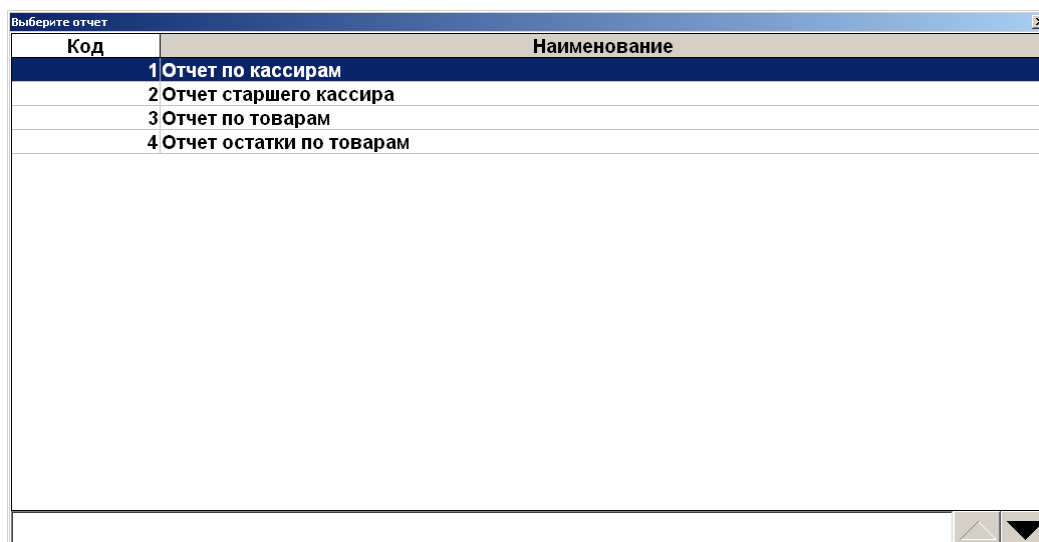 Выберите отчет
Код Наименование
1 Отчет по кассирам
2 Отчет старшего кассира
3 Отчет по товарам
4 Отчет остатки по товарам